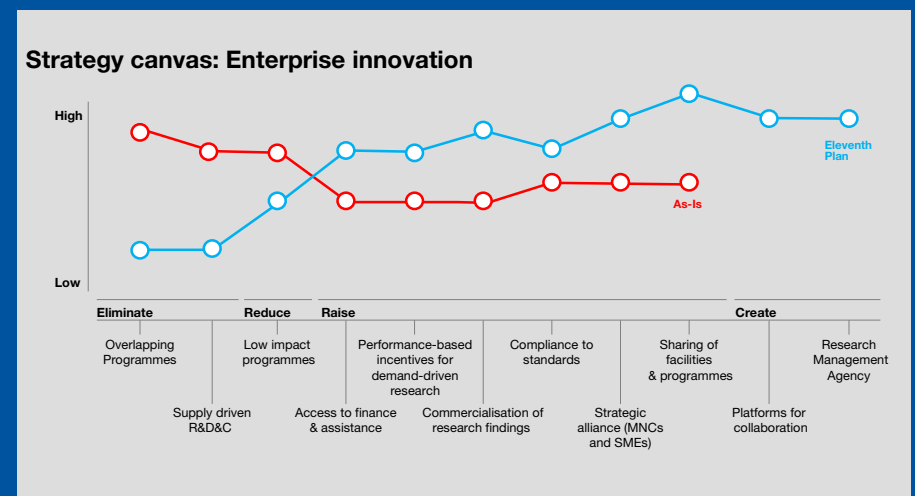 Strategy canvas: Enterprise innovation
High
Eleventh
Plan
As-Is
Low
Eliminate
Reduce
Raise
Create
Overlapping
Programmes
Supply driven
R&D&C
Low impact
programmes
Access to finance
& assistance
Performance-based
incentives for
demand-driven
research
Commercialisation of
research findings
Compliance to
standards
Strategic
alliance (MNCs
and SMEs)
Sharing of
facilities
& programmes
Platforms for
collaboration
Research
Management
Agency